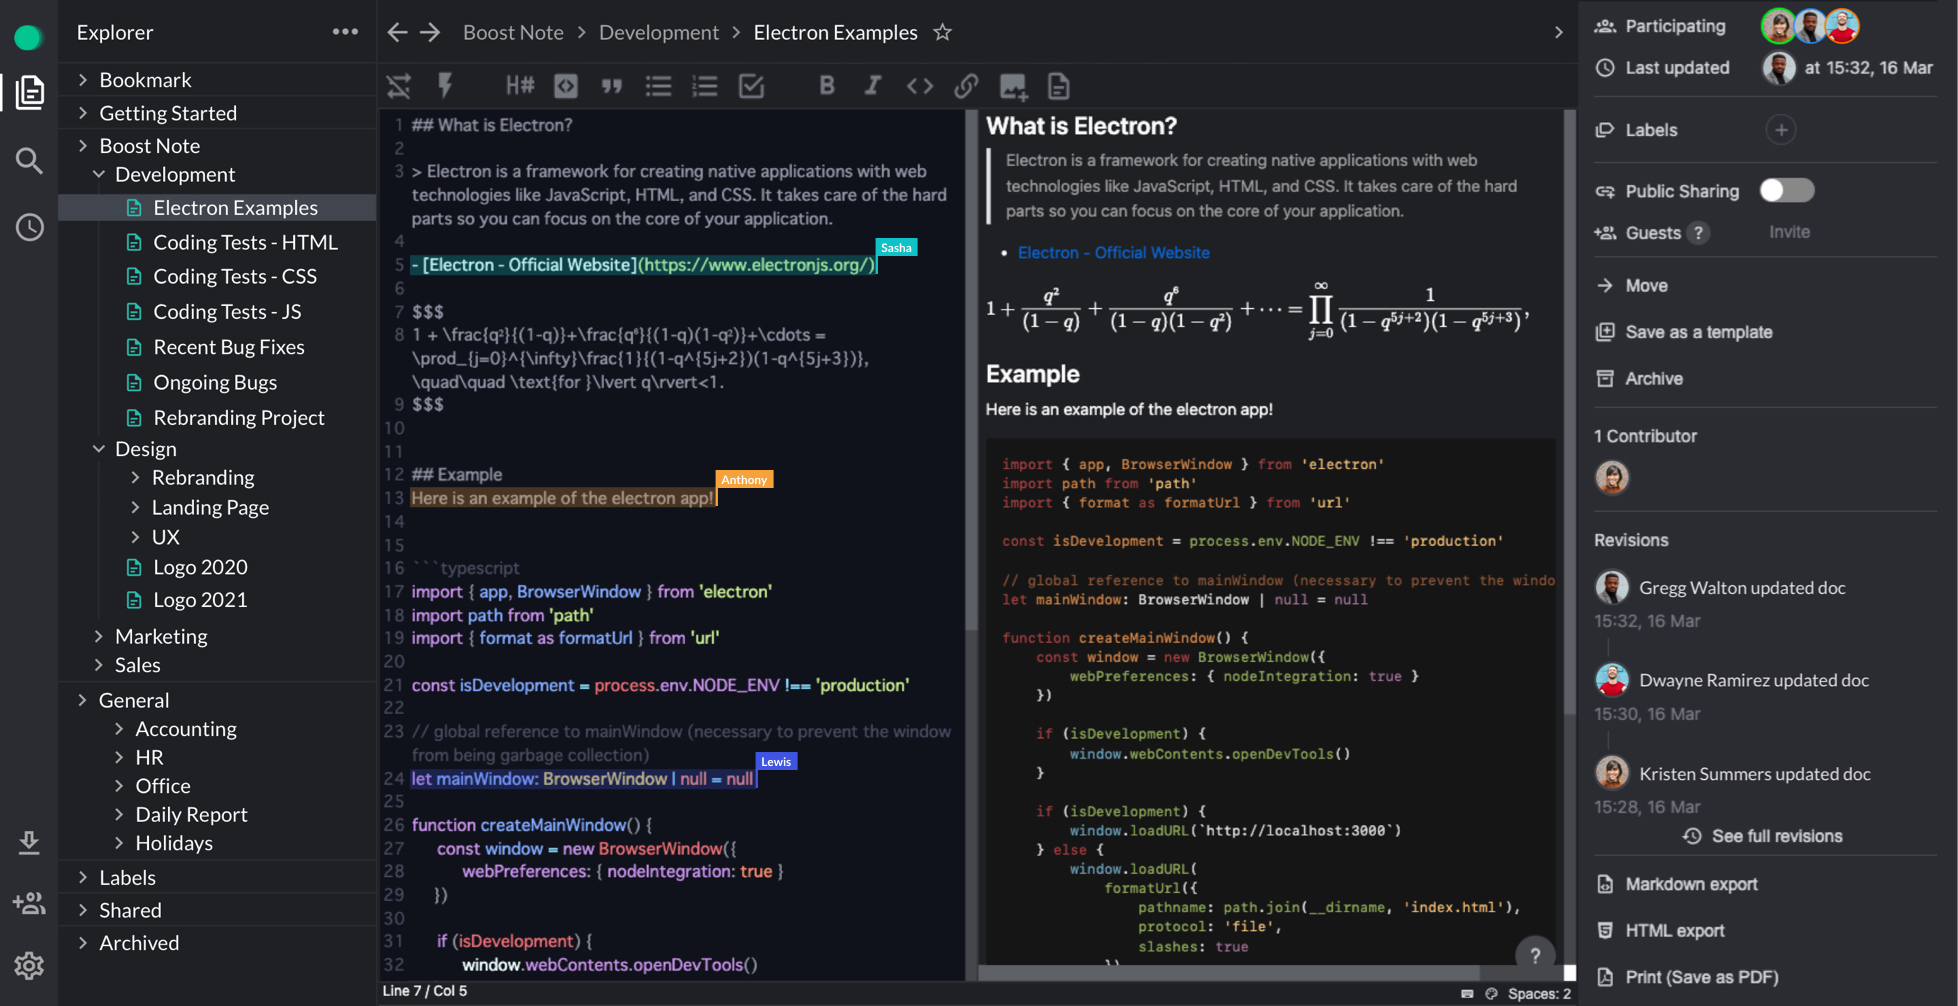 Explorer
Bookmark
Getting Started
Boost Note
Development
Electron Examples
Coding Tests - HTML
Coding Tests - CSS
Coding Tests - JS
Recent Bug Fixes
Ongoing Bugs
Rebranding Project
Design
Rebranding
Landing Page
UX
Logo 2020
Logo 2021
Marketing
Sales
General
Accounting
HR
Office
Daily Report
Holidays
Labels
Shared
Archived
Boost Note > Development > Electron Examples
H# B I
1 ## What is Electron?
2
3 > Electron is a framework for creating native applications with web
technologies like JavaScript, HTML, and CSS. It takes care of the hard
parts so you can focus on the core of your application.
4
Sasha
5 - [Electron - Official Website](https://www.electronjs.org/)
6
7 $$$
8 1 + \frac{q²}{(1-q)}+\frac{q⁶}{(1-q)(1-q²)}+\cdots =
\prod_{j=0}^{\infty}\frac{1}{(1-q^{5j+2})(1-q^{5j+3})},
\quad\quad \text{for }\lvert q\rvert<1.
9 $$$
10
11
12 ## Example
Anthony
13 Here is an example of the electron app!
14
15
16 ```typescript
17 import { app, BrowserWindow } from 'electron'
18 import path from 'path'
19 import { format as formatUrl } from 'url'
20
21 const isDevelopment = process.env.NODE_ENV !== 'production'
22
23 // global reference to mainWindow (necessary to prevent the window
from being garbage collection)
Lewis
24 let mainWindow: BrowserWindow | null = null
25
26 function createMainWindow() {
27 const window = new BrowserWindow({
28 webPreferences: { nodeIntegration: true }
29 })
30
31 if (isDevelopment) {
32 window.webContents.openDevTools()
Line 7 / Col 5
What is Electron?
Electron is a framework for creating native applications with web
technologies like JavaScript, HTML, and CSS. It takes care of the hard
parts so you can focus on the core of your application.
• Electron - Official Website
1 + q²/(1 − q) + q⁶/(1 − q)(1 − q²) + ⋯ = ∏_{j=0}^{∞} 1/(1 − q^{5j+2})(1 − q^{5j+3}),
Example
Here is an example of the electron app!
import { app, BrowserWindow } from 'electron'
import path from 'path'
import { format as formatUrl } from 'url'
const isDevelopment = process.env.NODE_ENV !== 'production'
// global reference to mainWindow (necessary to prevent the windo
let mainWindow: BrowserWindow | null = null
function createMainWindow() {
const window = new BrowserWindow({
webPreferences: { nodeIntegration: true }
})
if (isDevelopment) {
window.webContents.openDevTools()
}
if (isDevelopment) {
window.loadURL(`http://localhost:3000`)
} else {
window.loadURL(
formatUrl({
pathname: path.join(__dirname, 'index.html'),
protocol: 'file',
slashes: true
})
?
Spaces: 2
Participating
Last updated at 15:32, 16 Mar
Labels
Public Sharing
Guests ? Invite
Move
Save as a template
Archive
1 Contributor
Revisions
Gregg Walton updated doc
15:32, 16 Mar
Dwayne Ramirez updated doc
15:30, 16 Mar
Kristen Summers updated doc
15:28, 16 Mar
See full revisions
Markdown export
HTML export
Print (Save as PDF)